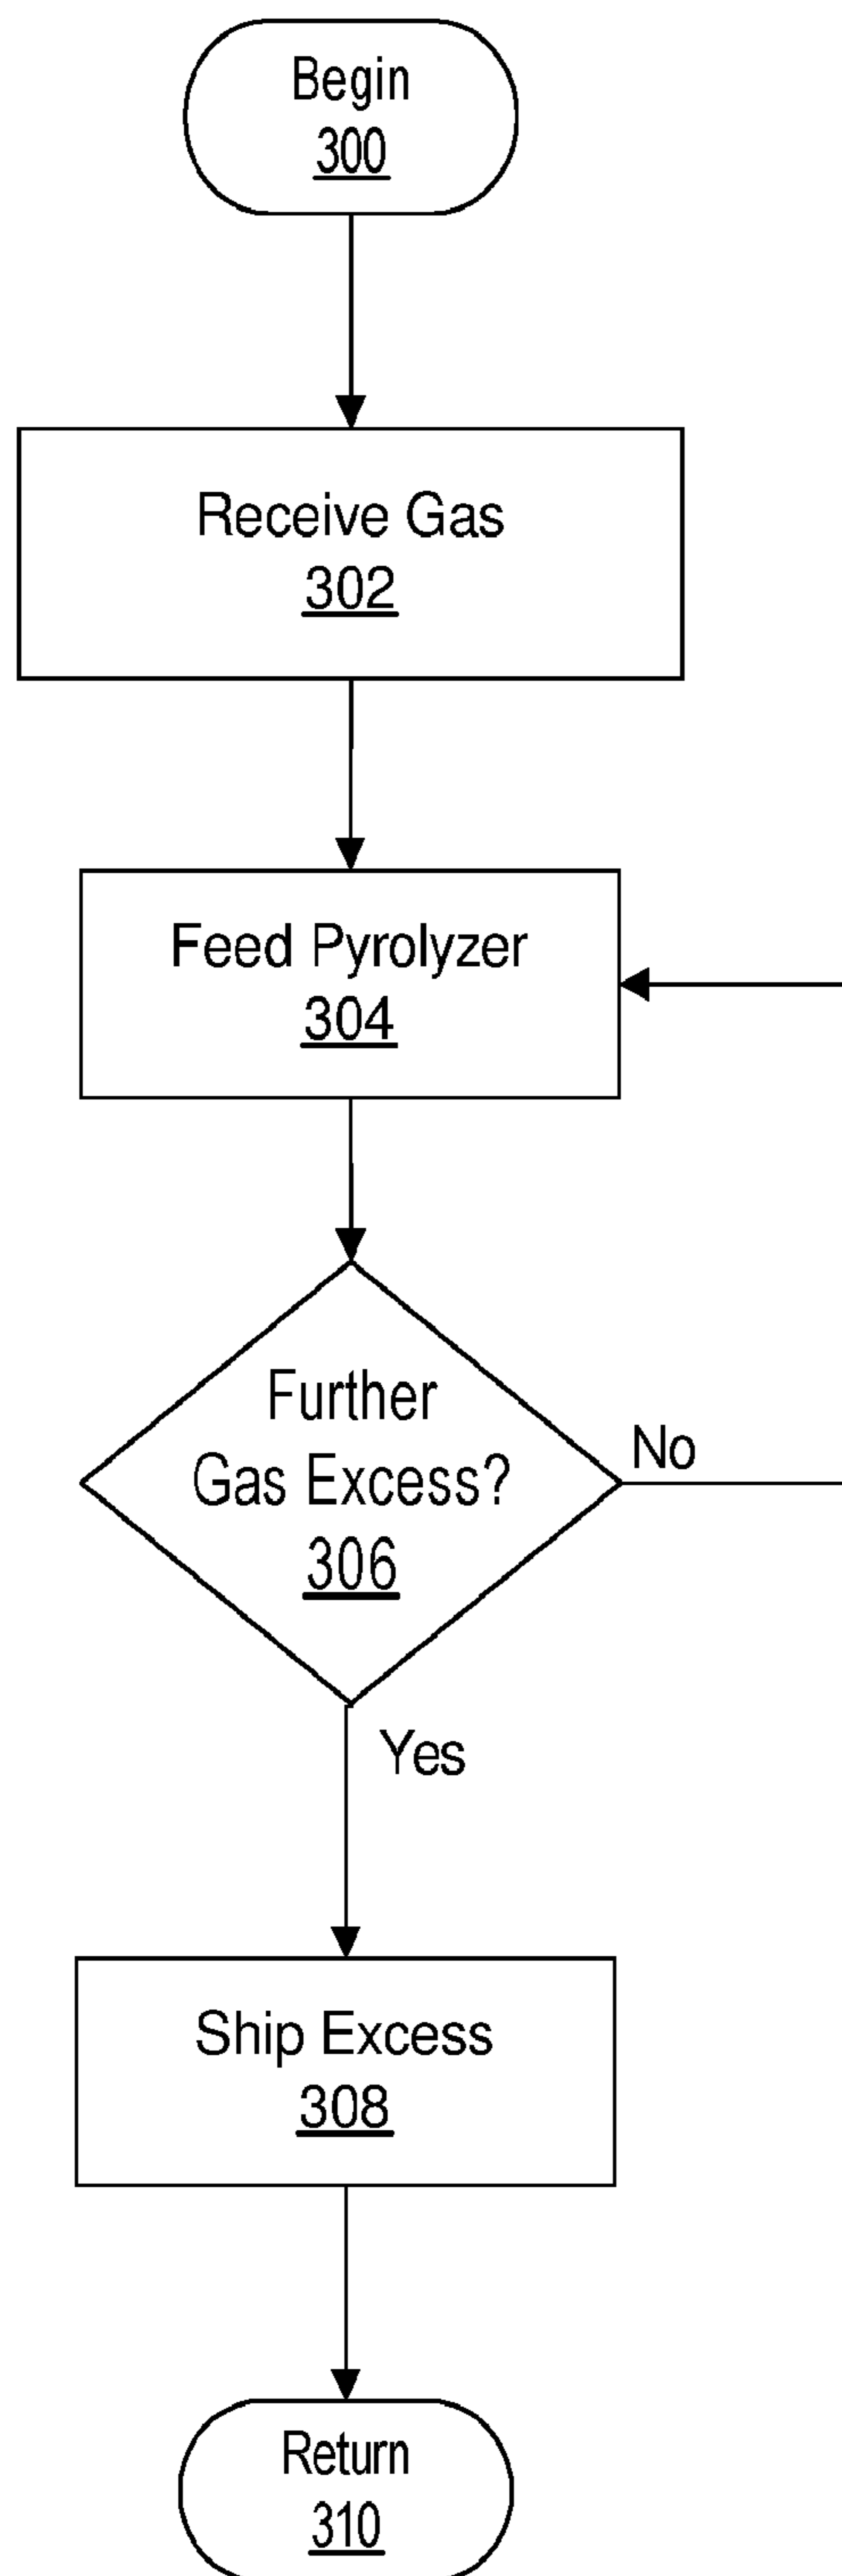 Begin
300
Receive Gas
302
Feed Pyrolyzer
304
Further
Gas Excess?
306
No
Yes
Ship Excess
308
Return
310